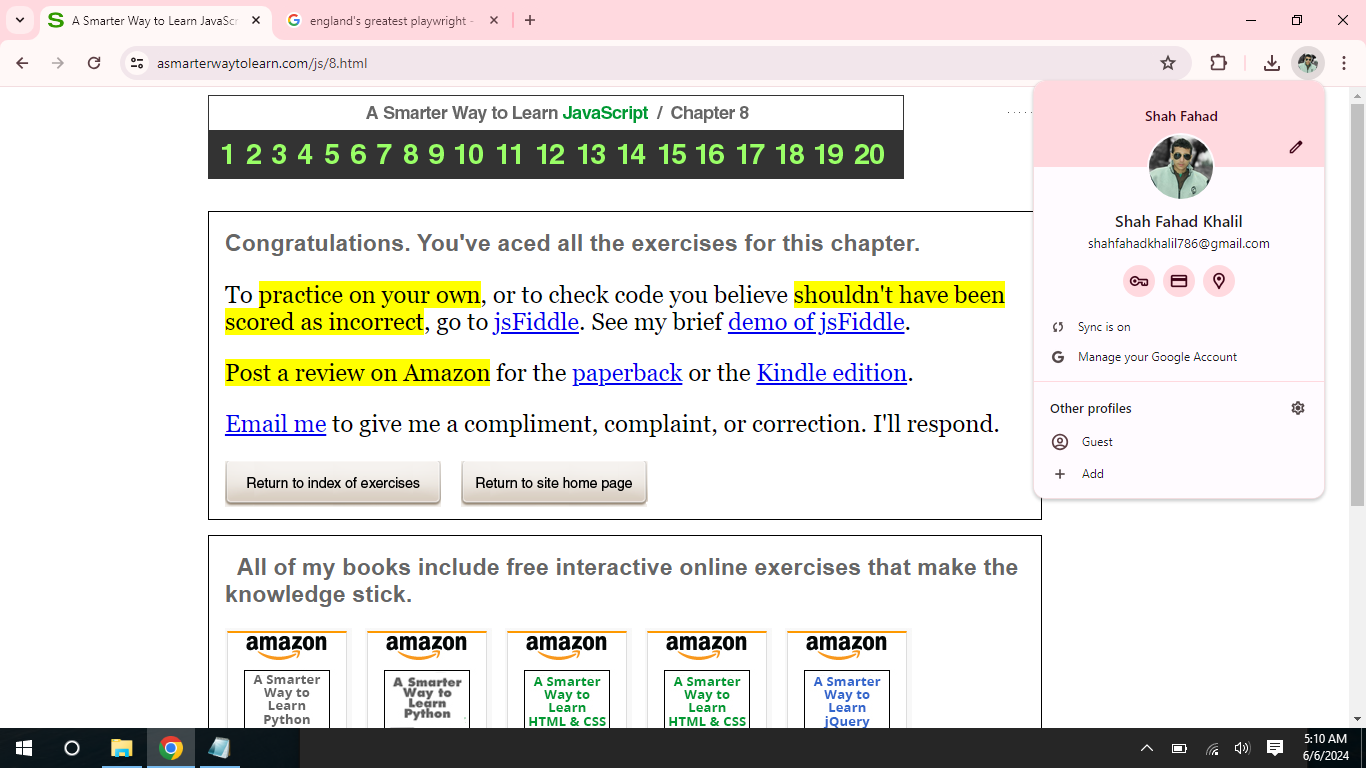 A Smarter Way to Learn JavaScr
england's greatest playwright -
asmarterwaytolearn.com/js/8.html
A Smarter Way to Learn JavaScript / Chapter 8
1 2 3 4 5 6 7 8 9 10 11 12 13 14 15 16 17 18 19 20
Congratulations. You've aced all the exercises for this chapter.
To practice on your own, or to check code you believe shouldn't have been
scored as incorrect, go to jsFiddle. See my brief demo of jsFiddle.
Post a review on Amazon for the paperback or the Kindle edition.
Email me to give me a compliment, complaint, or correction. I'll respond.
Return to index of exercises
Return to site home page
All of my books include free interactive online exercises that make the
knowledge stick.
amazon
A Smarter
Way to
Learn
Python
amazon
A Smarter
Way to
Learn
Python
amazon
A Smarter
Way to
Learn
HTML & CSS
amazon
A Smarter
Way to
Learn
HTML & CSS
amazon
A Smarter
Way to
Learn
jQuery
Shah Fahad
Shah Fahad Khalil
shahfahadkhalil786@gmail.com
Sync is on
Manage your Google Account
Other profiles
Guest
Add
5:10 AM
6/6/2024